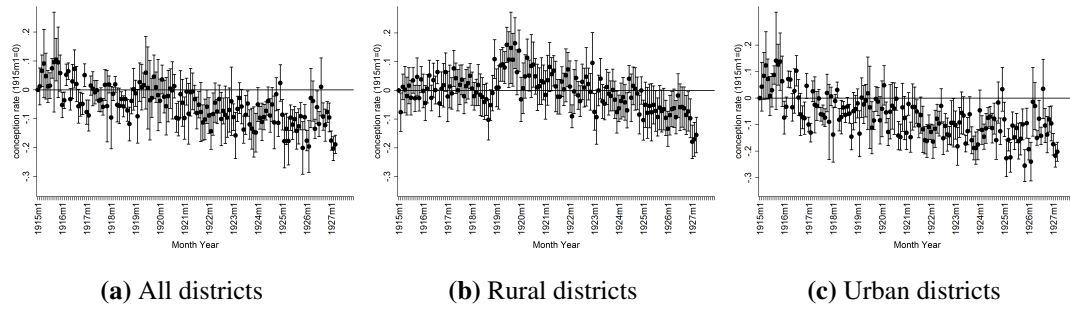 conception rate (1915m1=0)
.2
.1
0
-.1
-.2
-.3
1915m1
1916m1
1917m1
1918m1
1919m1
1920m1
1921m1
1922m1
1923m1
1924m1
1925m1
1926m1
1927m1
Month Year
(a) All districts
conception rate (1915m1=0)
.2
.1
0
-.1
-.2
-.3
1915m1
1916m1
1917m1
1918m1
1919m1
1920m1
1921m1
1922m1
1923m1
1924m1
1925m1
1926m1
1927m1
Month Year
(b) Rural districts
conception rate (1915m1=0)
.2
.1
0
-.1
-.2
-.3
1915m1
1916m1
1917m1
1918m1
1919m1
1920m1
1921m1
1922m1
1923m1
1924m1
1925m1
1926m1
1927m1
Month Year
(c) Urban districts